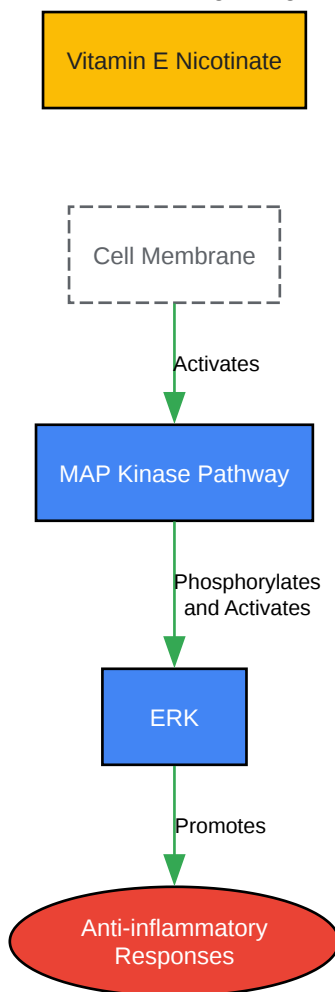 Vitamin E Nicotinate
Cell Membrane
Activates
MAP Kinase Pathway
Phosphorylates
and Activates
ERK
Promotes
Anti-inflammatory
Responses